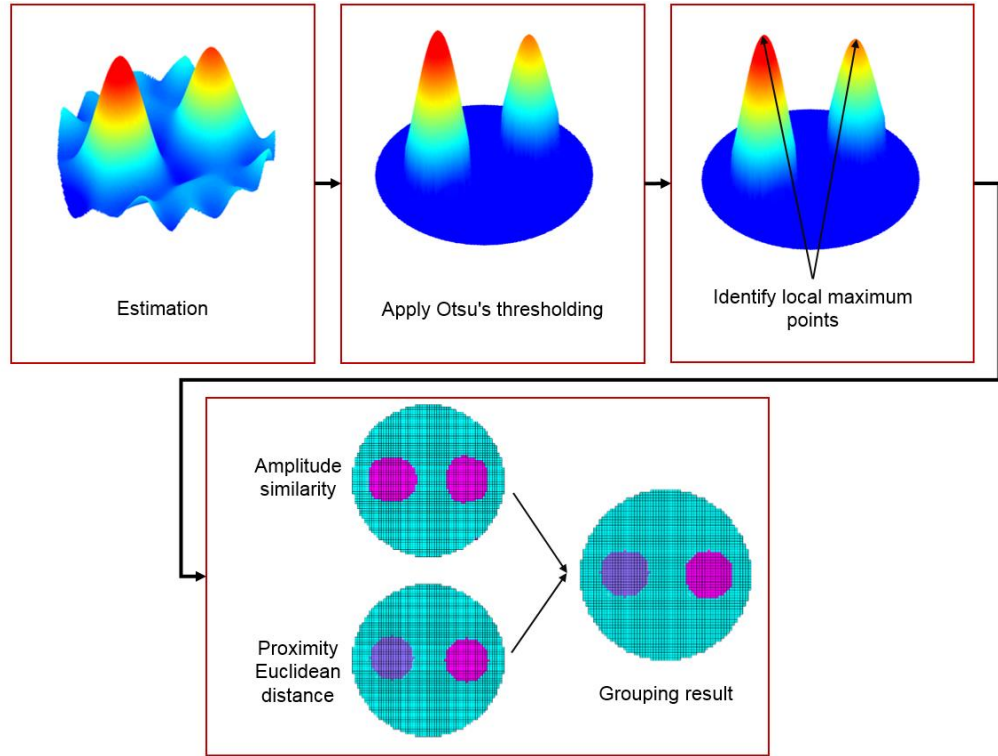 Estimation
Apply Otsu's thresholding
Identify local maximum
points
Amplitude
similarity
Proximity
Euclidean
distance
Grouping result